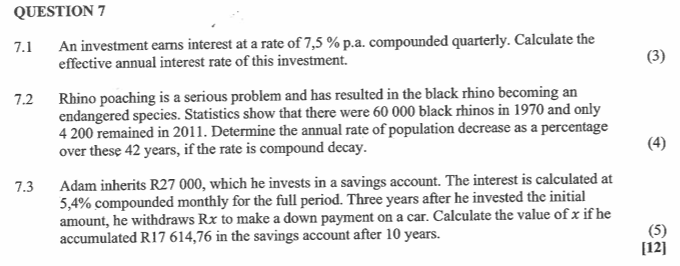 QUESTION 7
7.1 An investment earns interest at a rate of 7,5 % p.a. compounded quarterly. Calculate the
effective annual interest rate of this investment. (3)
7.2 Rhino poaching is a serious problem and has resulted in the black rhino becoming an
endangered species. Statistics show that there were 60 000 black rhinos in 1970 and only
4 200 remained in 2011. Determine the annual rate of population decrease as a percentage
over these 42 years, if the rate is compound decay. (4)
7.3 Adam inherits R27 000, which he invests in a savings account. The interest is calculated at
5,4% compounded monthly for the full period. Three years after he invested the initial
amount, he withdraws Rx to make a down payment on a car. Calculate the value of x if he
accumulated R17 614,76 in the savings account after 10 years. (5)
[12]